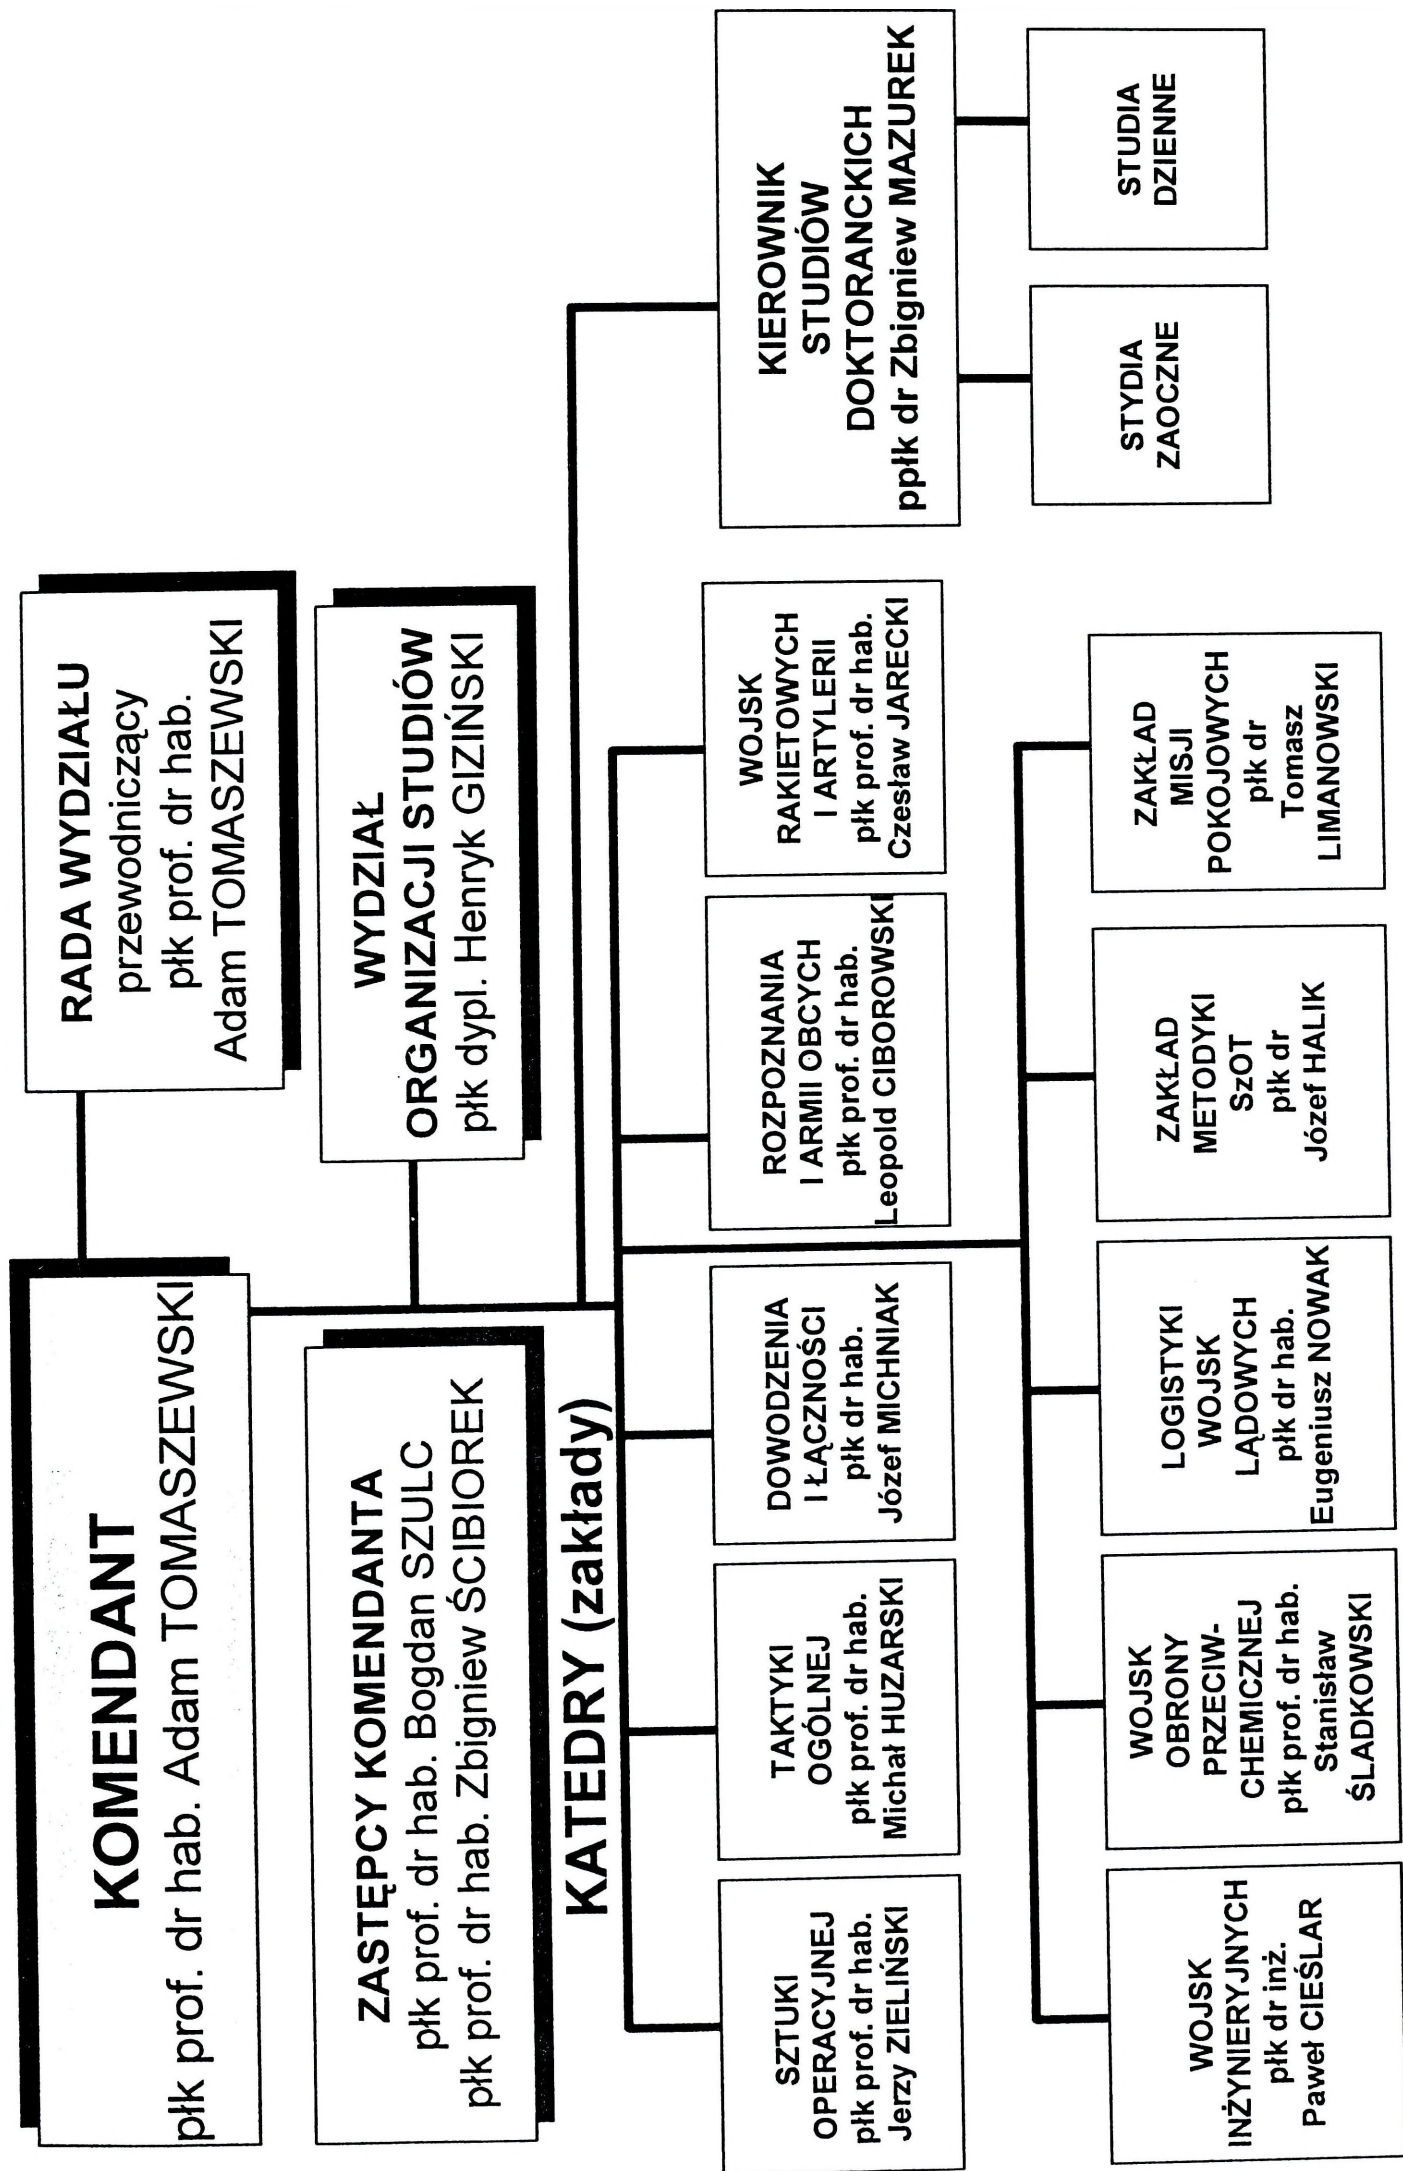 KOMENDANT
płk prof. dr hab. Adam TOMASZEWSKI
RADA WYDZIAŁU
przewodniczący
płk prof. dr hab.
Adam TOMASZEWSKI
ZASTĘPCY KOMENDANTA
płk prof. dr hab. Bogdan SZULC
płk prof. dr hab. Zbigniew ŚCIBIOREK
WYDZIAŁ
ORGANIZACJI STUDIÓW
płk dypl. Henryk GIZIŃSKI
KATEDRY (zakłady)
SZTUKI
OPERACYJNEJ
płk prof. dr hab.
Jerzy ZIELIŃSKI
TAKTYKI
OGÓLNEJ
płk prof. dr hab.
Michał HUZARSKI
DOWODZENIA
I ŁĄCZNOŚCI
płk dr hab.
Józef MICHNIAK
ROZPOZNANIA
I ARMII OBCYCH
płk prof. dr hab.
Leopold CIBOROWSKI
WOJSK
RAKIETOWYCH
I ARTYLERII
płk prof. dr hab.
Czesław JARECKI
KIEROWNIK
STUDIÓW
DOKTORANCKICH
ppłk dr Zbigniew MAZUREK
STYDIA
ZAOCZNE
STUDIA
DZIENNE
WOJSK
INŻYNIERYJNYCH
płk dr inż.
Paweł CIEŚLAR
WOJSK
OBRONY
PRZECIW-
CHEMICZNEJ
płk prof. dr hab.
Stanisław
ŚLADKOWSKI
LOGISTYKI
WOJSK
LĄDOWYCH
płk dr hab.
Eugeniusz NOWAK
ZAKŁAD
METODYKI
SzOT
płk dr
Józef HALIK
ZAKŁAD
MISJI
POKOJOWYCH
płk dr
Tomasz
LIMANOWSKI